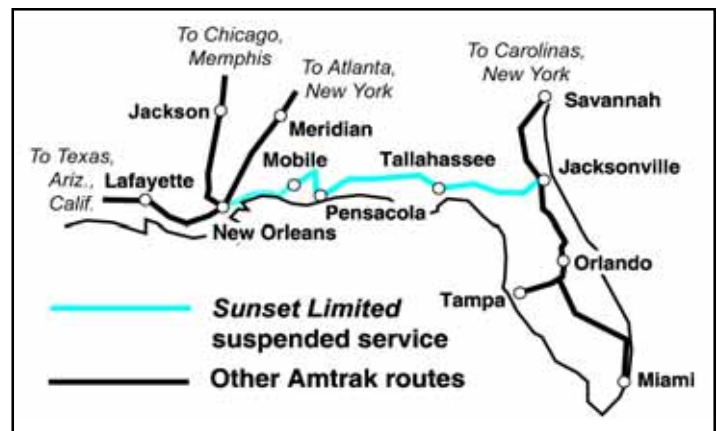 To Chicago,
Memphis
To Atlanta,
New York
To Carolinas,
New York
Savannah
Jackson
Meridian
To Texas,
Ariz.,
Calif.
Lafayette
Mobile
Tallahassee
Jacksonville
Pensacola
New Orleans
Orlando
Tampa
Miami
Sunset Limited
suspended service
Other Amtrak routes